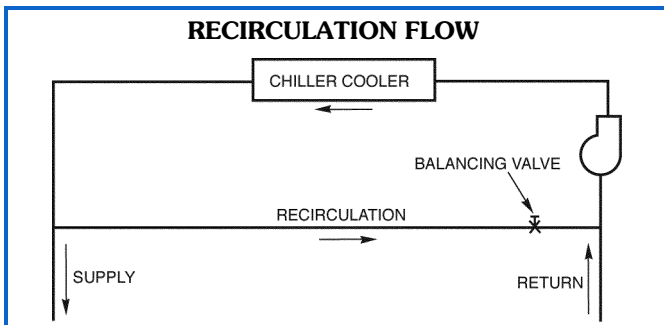 RECIRCULATION FLOW
CHILLER COOLER
BALANCING VALVE
RECIRCULATION
SUPPLY
RETURN